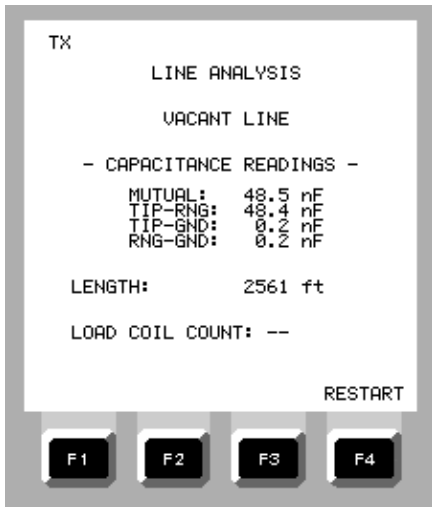 TX
LINE ANALYSIS
VACANT LINE
- CAPACITANCE READINGS -
MUTUAL: 48.5 nF
TIP-RNG: 48.4 nF
TIP-GND: 0.2 nF
RNG-GND: 0.2 nF
LENGTH: 2561 ft
LOAD COIL COUNT: --
RESTART
F1 F2 F3 F4